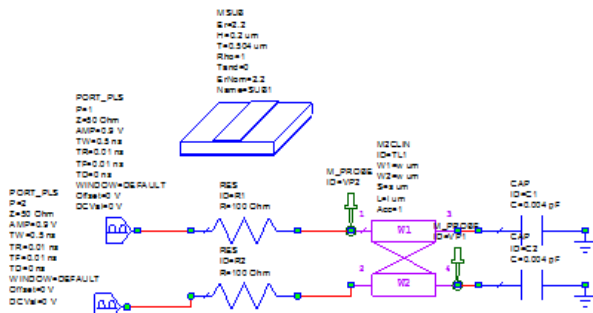 MSUB
Er=2.2
H=0.2 um
T=0.504 um
Rho=1
Tand=0
ErNom=2.2
Name=SUB1
PORT_PLS
P=1
Z=50 Ohm
AMP=0.9 V
TW=0.5 ns
TR=0.01 ns
TF=0.01 ns
TD=0 ns
WINDOW=DEFAULT
Offset=0 V
DCVal=0 V
PORT_PLS
P=2
Z=50 Ohm
AMP=0.9 V
TW=0.5 ns
TR=0.01 ns
TF=0.01 ns
TD=0 ns
WINDOW=DEFAULT
Offset=0 V
DCVal=0 V
RES
ID=R1
R=100 Ohm
RES
ID=R2
R=100 Ohm
M_PROBE
ID=VP2
M2CLIN
ID=TL1
W1=w um
W2=w um
S=s um
L=l um
Acc=1
1
3
W1
M_PROBE
ID=VP1
W2
4
CAP
ID=C1
C=0.004 pF
CAP
ID=C2
C=0.004 pF